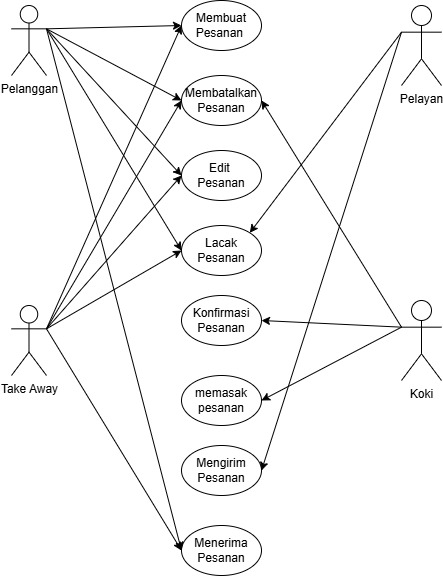 Membuat
Pesanan
Pelanggan
Pelayan
Membatalkan
Pesanan
Edit
Pesanan
Lacak
Pesanan
Konfirmasi
Pesanan
Take Away
Koki
memasak
pesanan
Mengirim
Pesanan
Menerima
Pesanan